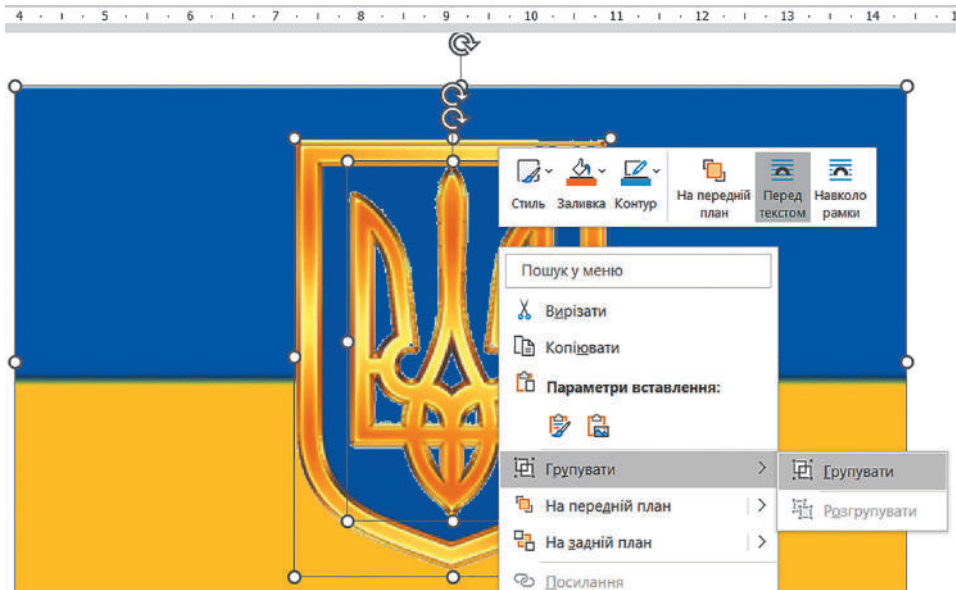 4 5 6 7 8 9 10 11 12 13 14
Стиль Заливка Контур На передній план Перед текстом Навколо рамки
Пошук у меню
Вирізати
Копіювати
Параметри вставлення:
Групувати
Групувати
На передній план
Розгрупувати
На задній план
Посилання